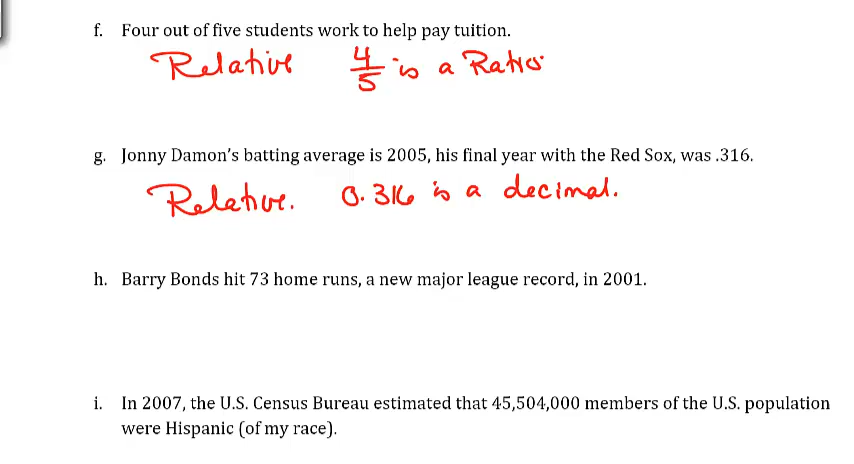 f. Four out of five students work to help pay tuition.
Relative 4/5 is a Ratio
g. Jonny Damon's batting average is 2005, his final year with the Red Sox, was .316.
Relative. 0.316 is a decimal.
h. Barry Bonds hit 73 home runs, a new major league record, in 2001.
i. In 2007, the U.S. Census Bureau estimated that 45,504,000 members of the U.S. population
were Hispanic (of my race).